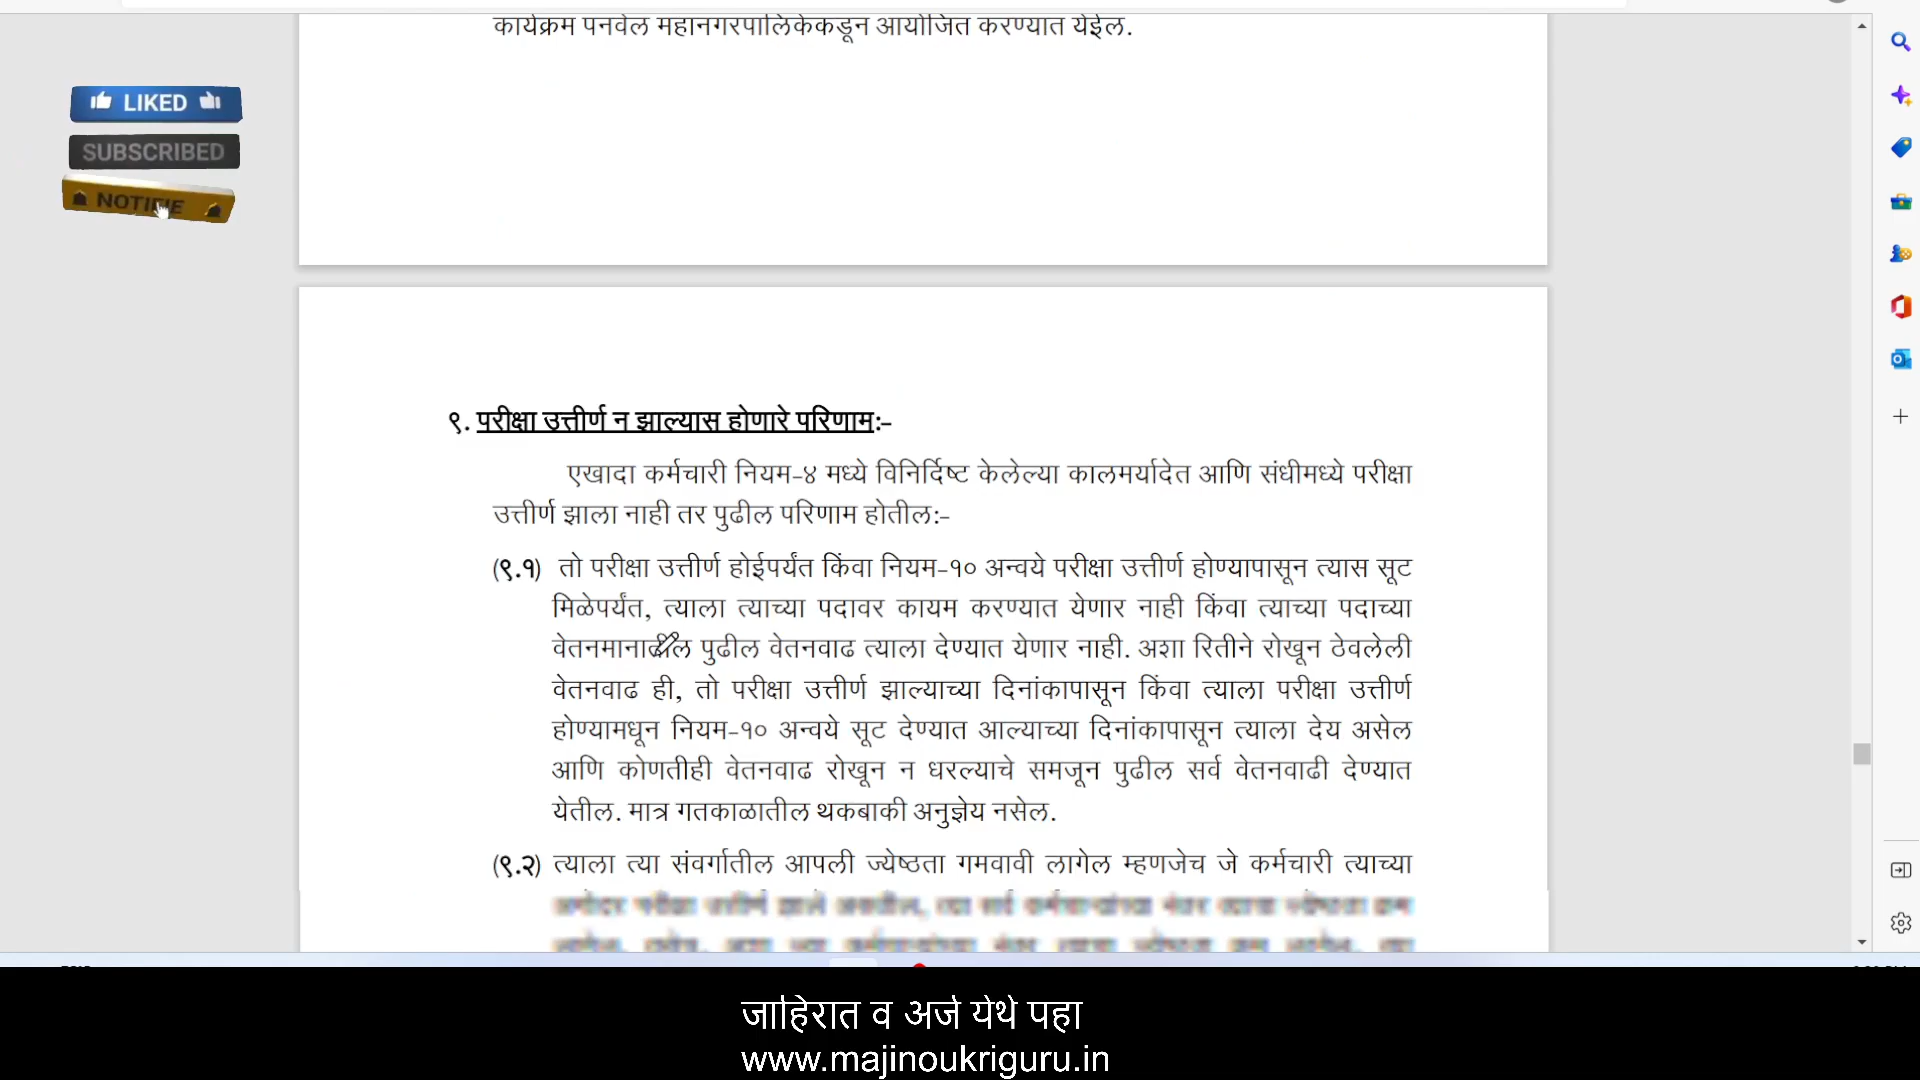 कार्यक्रम पनवेल महानगरपालिकेकडून आयोजित करण्यात येईल.
LIKED
SUBSCRIBED
NOTIFIE
९. परीक्षा उत्तीर्ण न झाल्यास होणारे परिणाम:-
एखादा कर्मचारी नियम-४ मध्ये विनिर्दिष्ट केलेल्या कालमर्यादेत आणि संधीमध्ये परीक्षा
उत्तीर्ण झाला नाही तर पुढील परिणाम होतील:-
(९.१) तो परीक्षा उत्तीर्ण होईपर्यंत किंवा नियम-१० अन्वये परीक्षा उत्तीर्ण होण्यापासून त्यास सूट
मिळेपर्यंत, त्याला त्याच्या पदावर कायम करण्यात येणार नाही किंवा त्याच्या पदाच्या
पुढील वेतनवाढ त्याला देण्यात येणार नाही. अशा रितीने रोखून ठेवलेली
वेतनवाढ ही, तो परीक्षा उत्तीर्ण झाल्याच्या दिनांकापासून किंवा त्याला परीक्षा उत्तीर्ण
होण्यामधून नियम-१० अन्वये सूट देण्यात आल्याच्या दिनांकापासून त्याला देय असेल
आणि कोणतीही वेतनवाढ रोखून न धरल्याचे समजून पुढील सर्व वेतनवाढी देण्यात
येतील. मात्र गतकाळातील थकबाकी अनुज्ञेय नसेल.
(९.२) त्याला त्या संवर्गातील आपली ज्येष्ठता गमवावी लागेल म्हणजेच जे कर्मचारी त्याच्या
जाहिरात व अर्ज येथे पहा
www.majinoukriguru.in